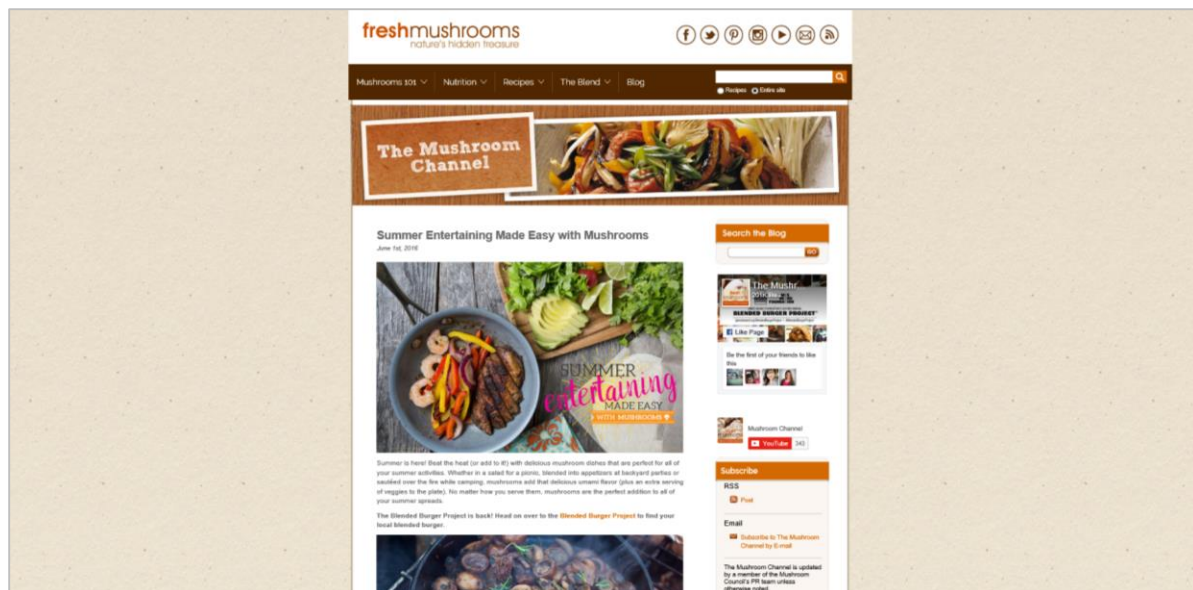 freshmushrooms
nature's hidden treasure
Mushrooms 101
Nutrition
Recipes
The Blend
Blog
Recipes
Entire site
The Mushroom
Channel
Summer Entertaining Made Easy with Mushrooms
June 1st, 2016
SUMMER
entertaining
MADE EASY
WITH MUSHROOMS
Summer is here! Beat the heat (or add to it!) with delicious mushroom dishes that are perfect for all of
your summer activities. Whether in a salad for a picnic, blended into appetizers at backyard parties or
sautéed over the fire while camping, mushrooms add that delicious umami flavor (plus an extra serving
of veggies to the plate). No matter how you serve them, mushrooms are the perfect addition to all of
your summer spreads.
The Blended Burger Project is back! Head on over to the Blended Burger Project to find your
local blended burger.
Search the Blog
GO
The Mushr...
BLENDED BURGER PROJECT
Like Page
Be the first of your friends to like
this
Mushroom Channel
YouTube
Subscribe
RSS
Post
Email
Subscribe to The Mushroom
Channel by E-mail
The Mushroom Channel is updated
by a member of the Mushroom
Council's PR team unless
otherwise noted.